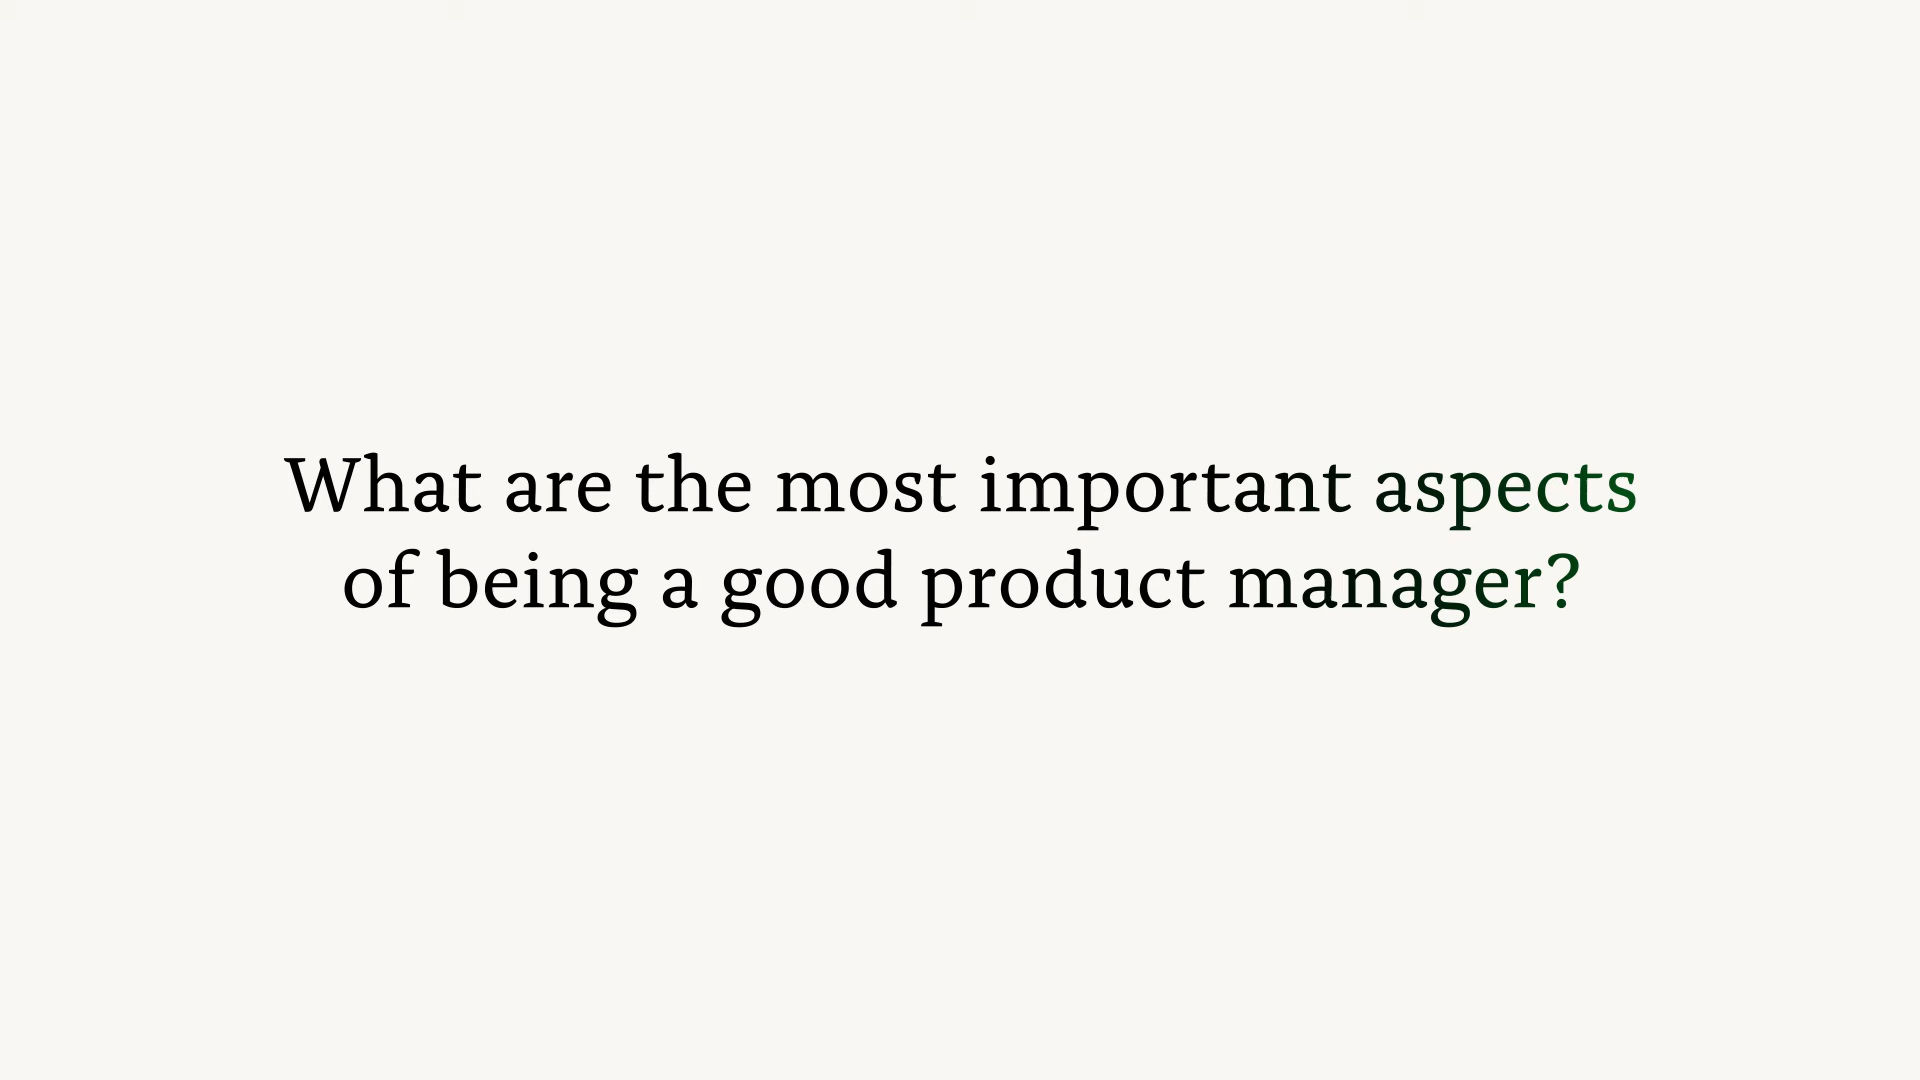 What are the most important aspects
of being a good product manager?